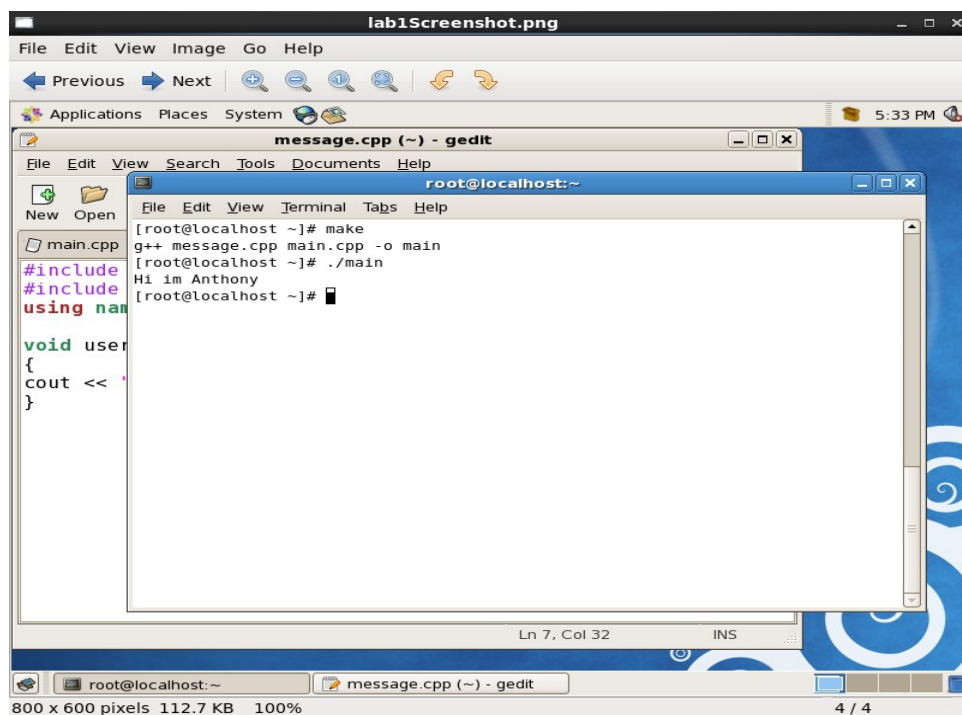 lab1Screenshot.png
File Edit View Image Go Help
Previous Next
Applications Places System 5:33 PM
message.cpp (~) - gedit
File Edit View Search Tools Documents Help
root@localhost:~
New Open
File Edit View Terminal Tabs Help
main.cpp
[root@localhost ~]# make
g++ message.cpp main.cpp -o main
[root@localhost ~]# ./main
Hi im Anthony
[root@localhost ~]#
#include
#include
using nam
void user
{
cout << "
}
Ln 7, Col 32 INS
root@localhost:~ message.cpp (~) - gedit
800 x 600 pixels 112.7 KB 100% 4 / 4